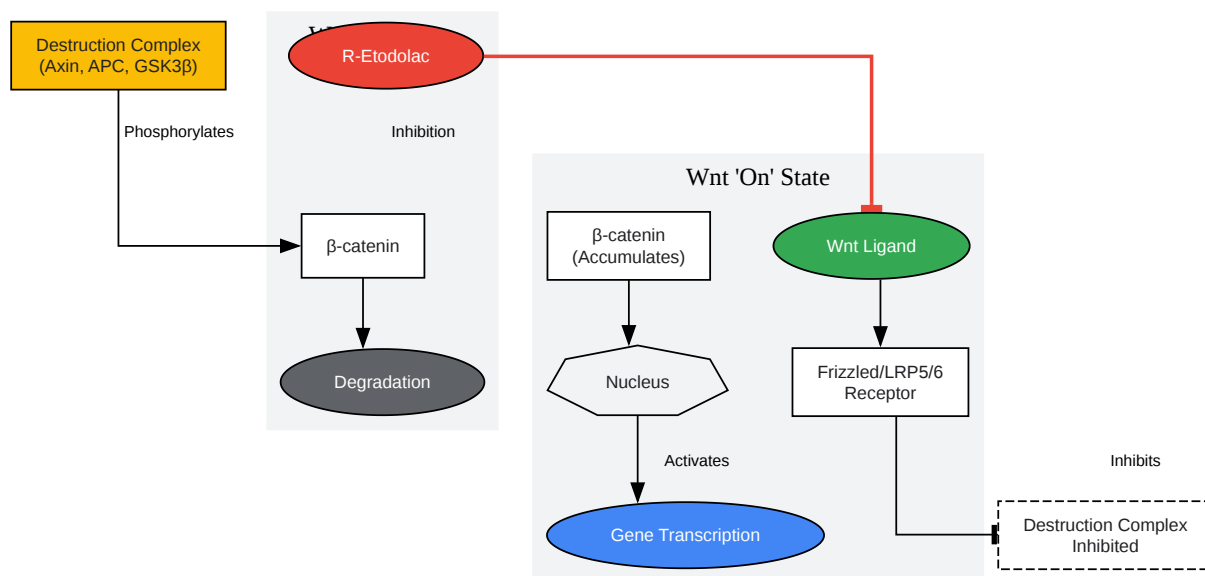 Destruction Complex
(Axin, APC, GSK3β)
R-Etodolac
Phosphorylates
Inhibition
Wnt 'On' State
β-catenin
β-catenin
(Accumulates)
Wnt Ligand
Degradation
Nucleus
Frizzled/LRP5/6
Receptor
Activates
Inhibits
Gene Transcription
Destruction Complex
Inhibited